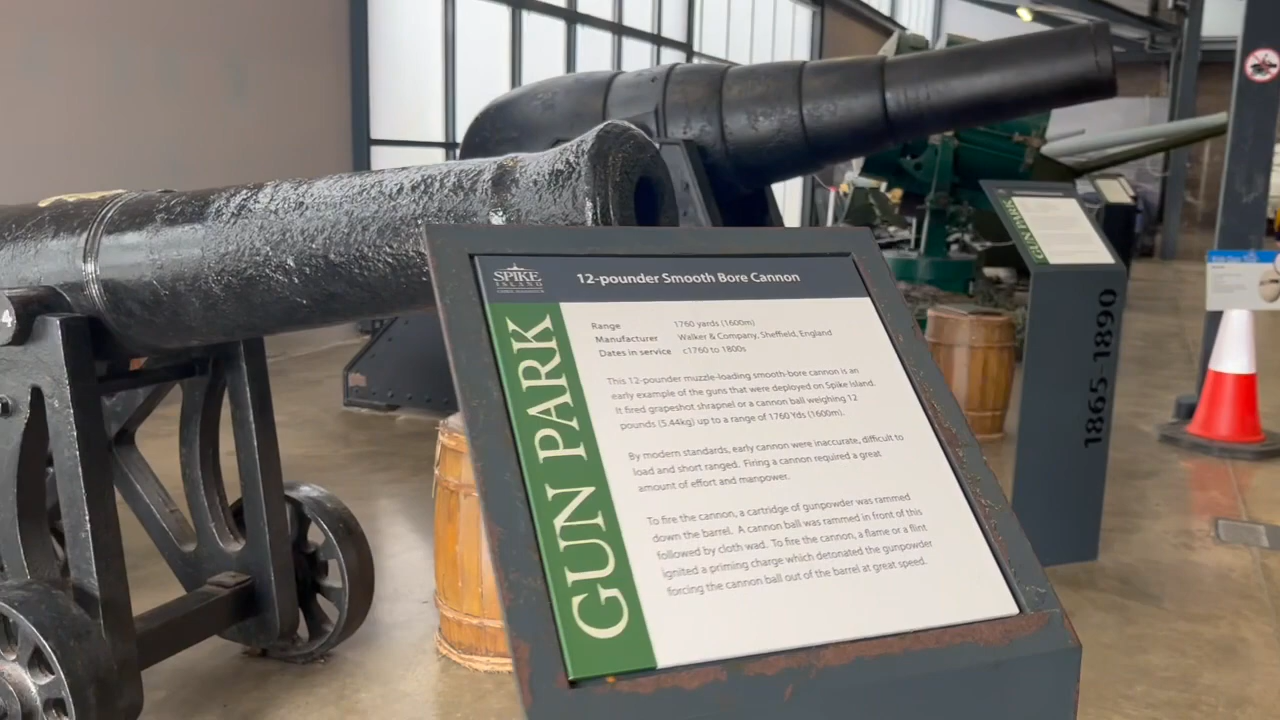 SPIKE
ISLAND
12-pounder Smooth Bore Cannon
GUN PARK
Range 1760 yards (1600m)
Manufacturer Walker & Company, Sheffield, England
Dates in service c1760 to 1800s
This 12-pounder muzzle-loading smooth-bore cannon is an
early example of the guns that were deployed on Spike Island.
It fired grapeshot shrapnel or a cannon ball weighing 12
pounds (5.44kg) up to a range of 1760 Yds (1600m).
By modern standards, early cannon were inaccurate, difficult to
load and short ranged. Firing a cannon required a great
amount of effort and manpower.
To fire the cannon, a cartridge of gunpowder was rammed
down the barrel. A cannon ball was rammed in front of this
followed by cloth wad. To fire the cannon, a flame or a flint
ignited a priming charge which detonated the gunpowder
forcing the cannon ball out of the barrel at great speed.
GUN PARK
1865-1890